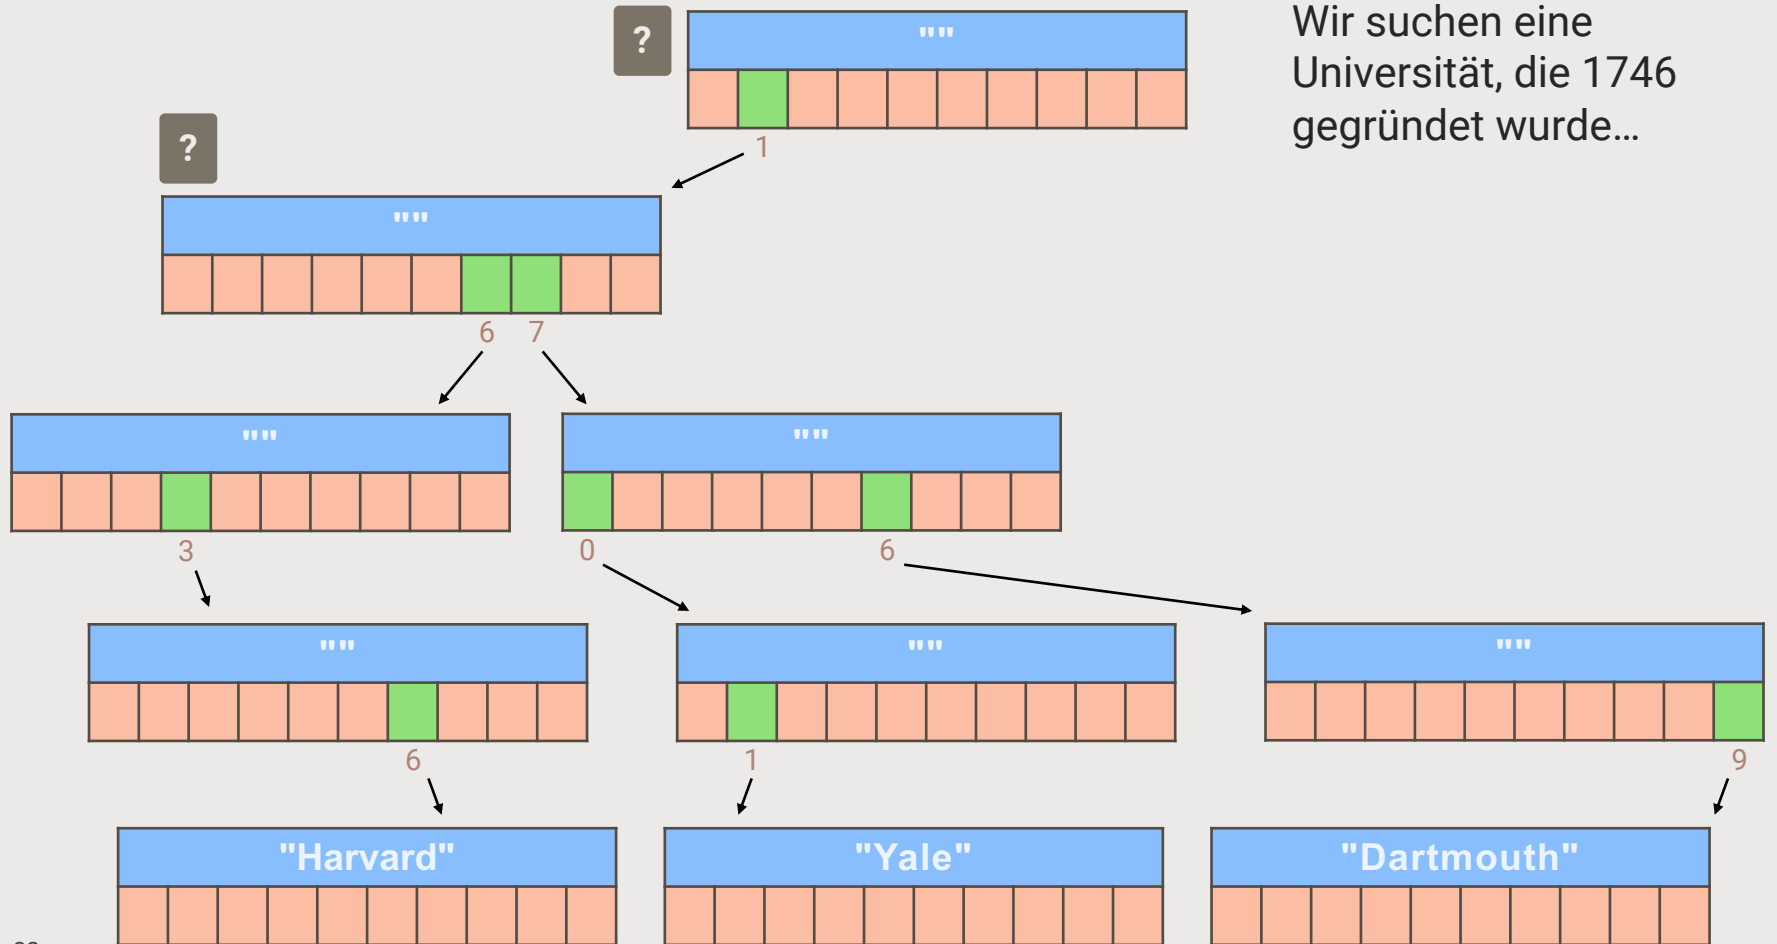 Wir suchen eine
Universität, die 1746
gegründet wurde...
?
""
1
?
""
6 7
"" ""
3 0 6
"" "" ""
6 1 9
"Harvard" "Yale" "Dartmouth"